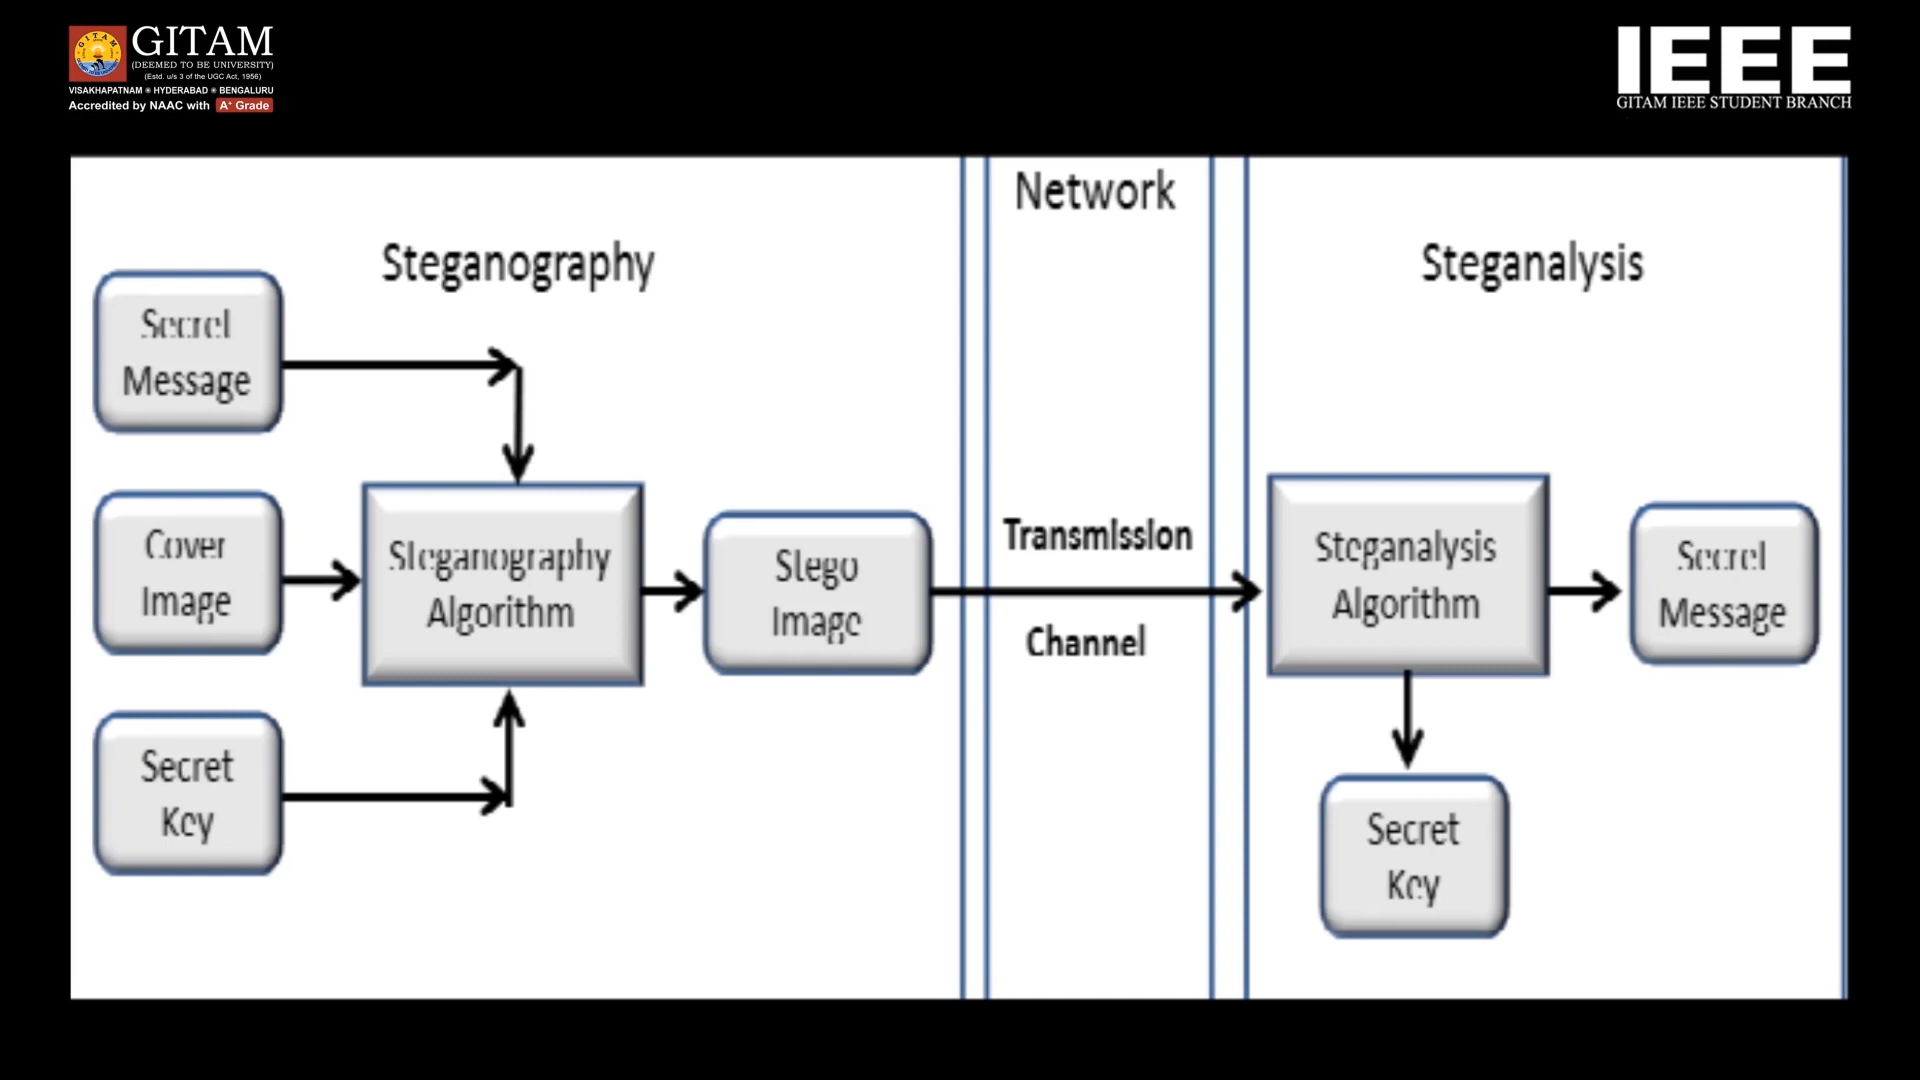 GITAM
(DEEMED TO BE UNIVERSITY)
(Estd. u/s 3 of the UGC Act, 1956)
VISAKHAPATNAM HYDERABAD BENGALURU
Accredited by NAAC with A+ Grade
IEEE
GITAM IEEE STUDENT BRANCH
Steganography
Network
Steganalysis
Secret
Message
Cover
Image
Secret
Key
Steganography
Algorithm
Stego
Image
Transmission
Channel
Steganalysis
Algorithm
Secret
Message
Secret
Key